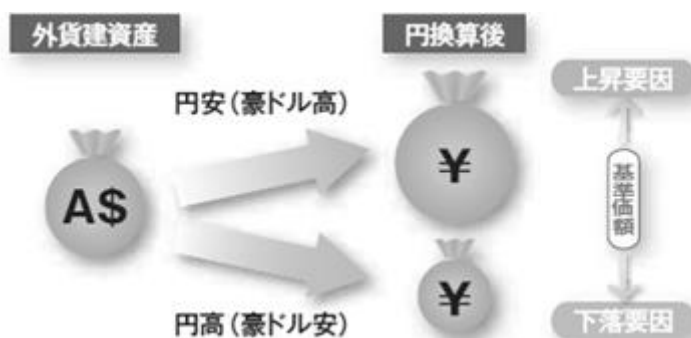 外貨建資産
円換算後
上昇要因
円安（豪ドル高）
A$
¥
基準価額
¥
円高（豪ドル安）
下落要因